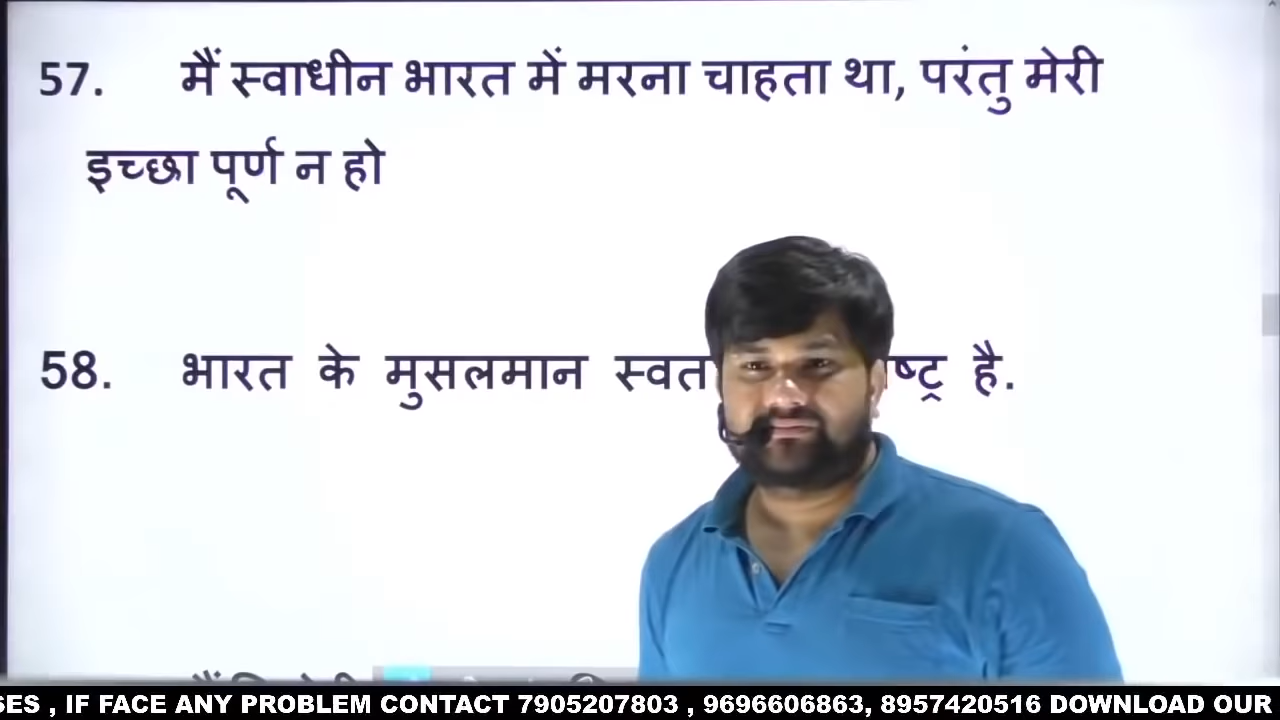 57. मैं स्वाधीन भारत में मरना चाहता था, परंतु मेरी
इच्छा पूर्ण न हो
58. भारत के मुसलमान है.
SES , IF FACE ANY PROBLEM CONTACT 7905207803 , 9696606863, 8957420516 DOWNLOAD OUR